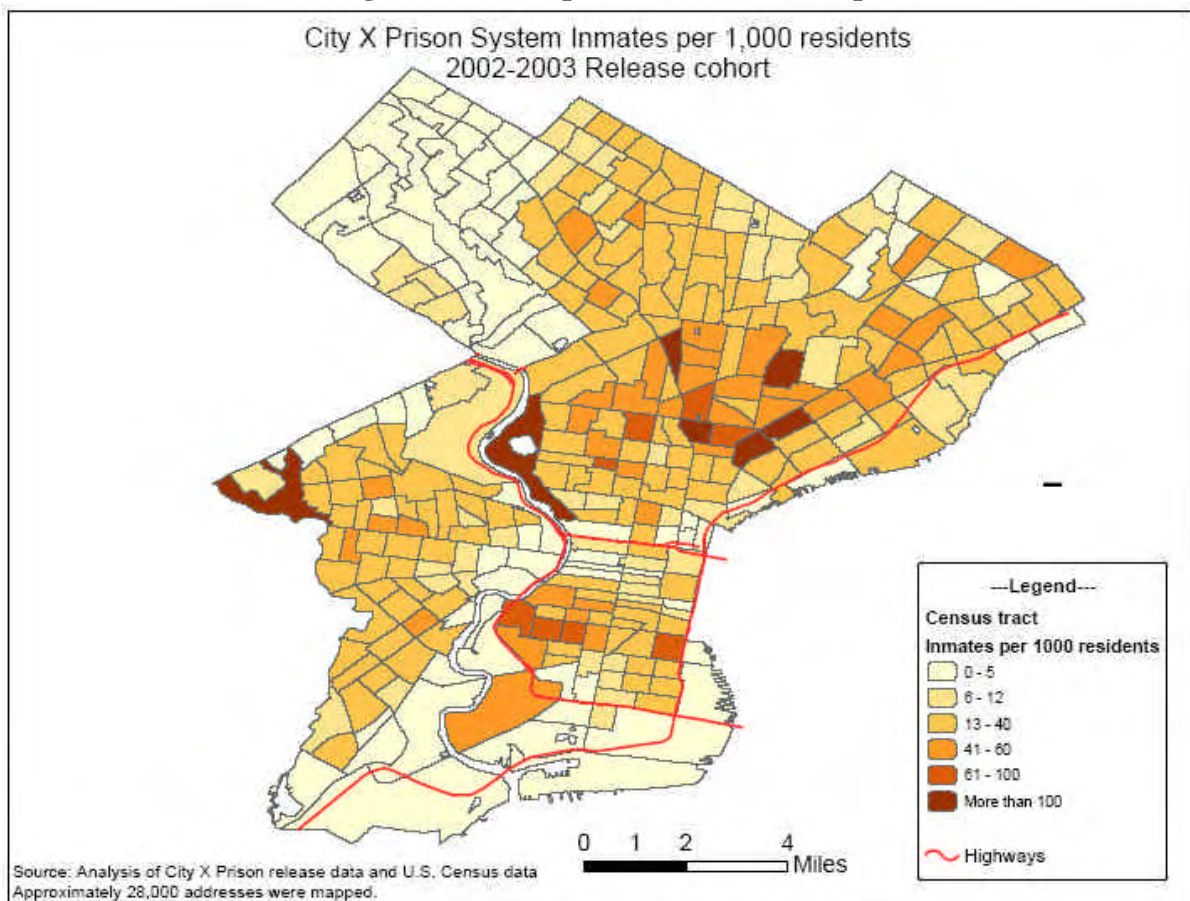 City X Prison System Inmates per 1,000 residents
2002-2003 Release cohort
---Legend---
Census tract
Inmates per 1000 residents
0 - 5
6 - 12
13 - 40
41 - 60
61 - 100
More than 100
Highways
0 1 2 4
Miles
Source: Analysis of City X Prison release data and U.S. Census data
Approximately 28,000 addresses were mapped.